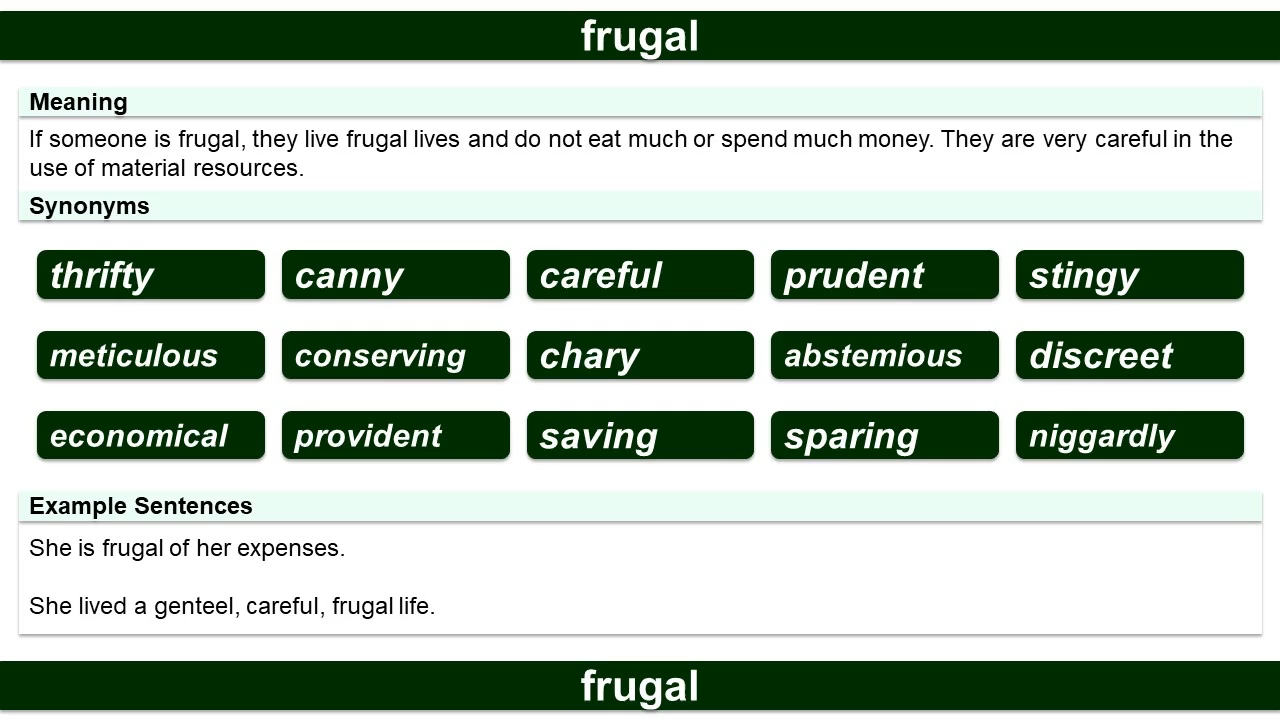 frugal
Meaning
If someone is frugal, they live frugal lives and do not eat much or spend much money. They are very careful in the
use of material resources.
Synonyms
thrifty canny careful prudent stingy
meticulous conserving chary abstemious discreet
economical provident saving sparing niggardly
Example Sentences
She is frugal of her expenses.
She lived a genteel, careful, frugal life.
frugal